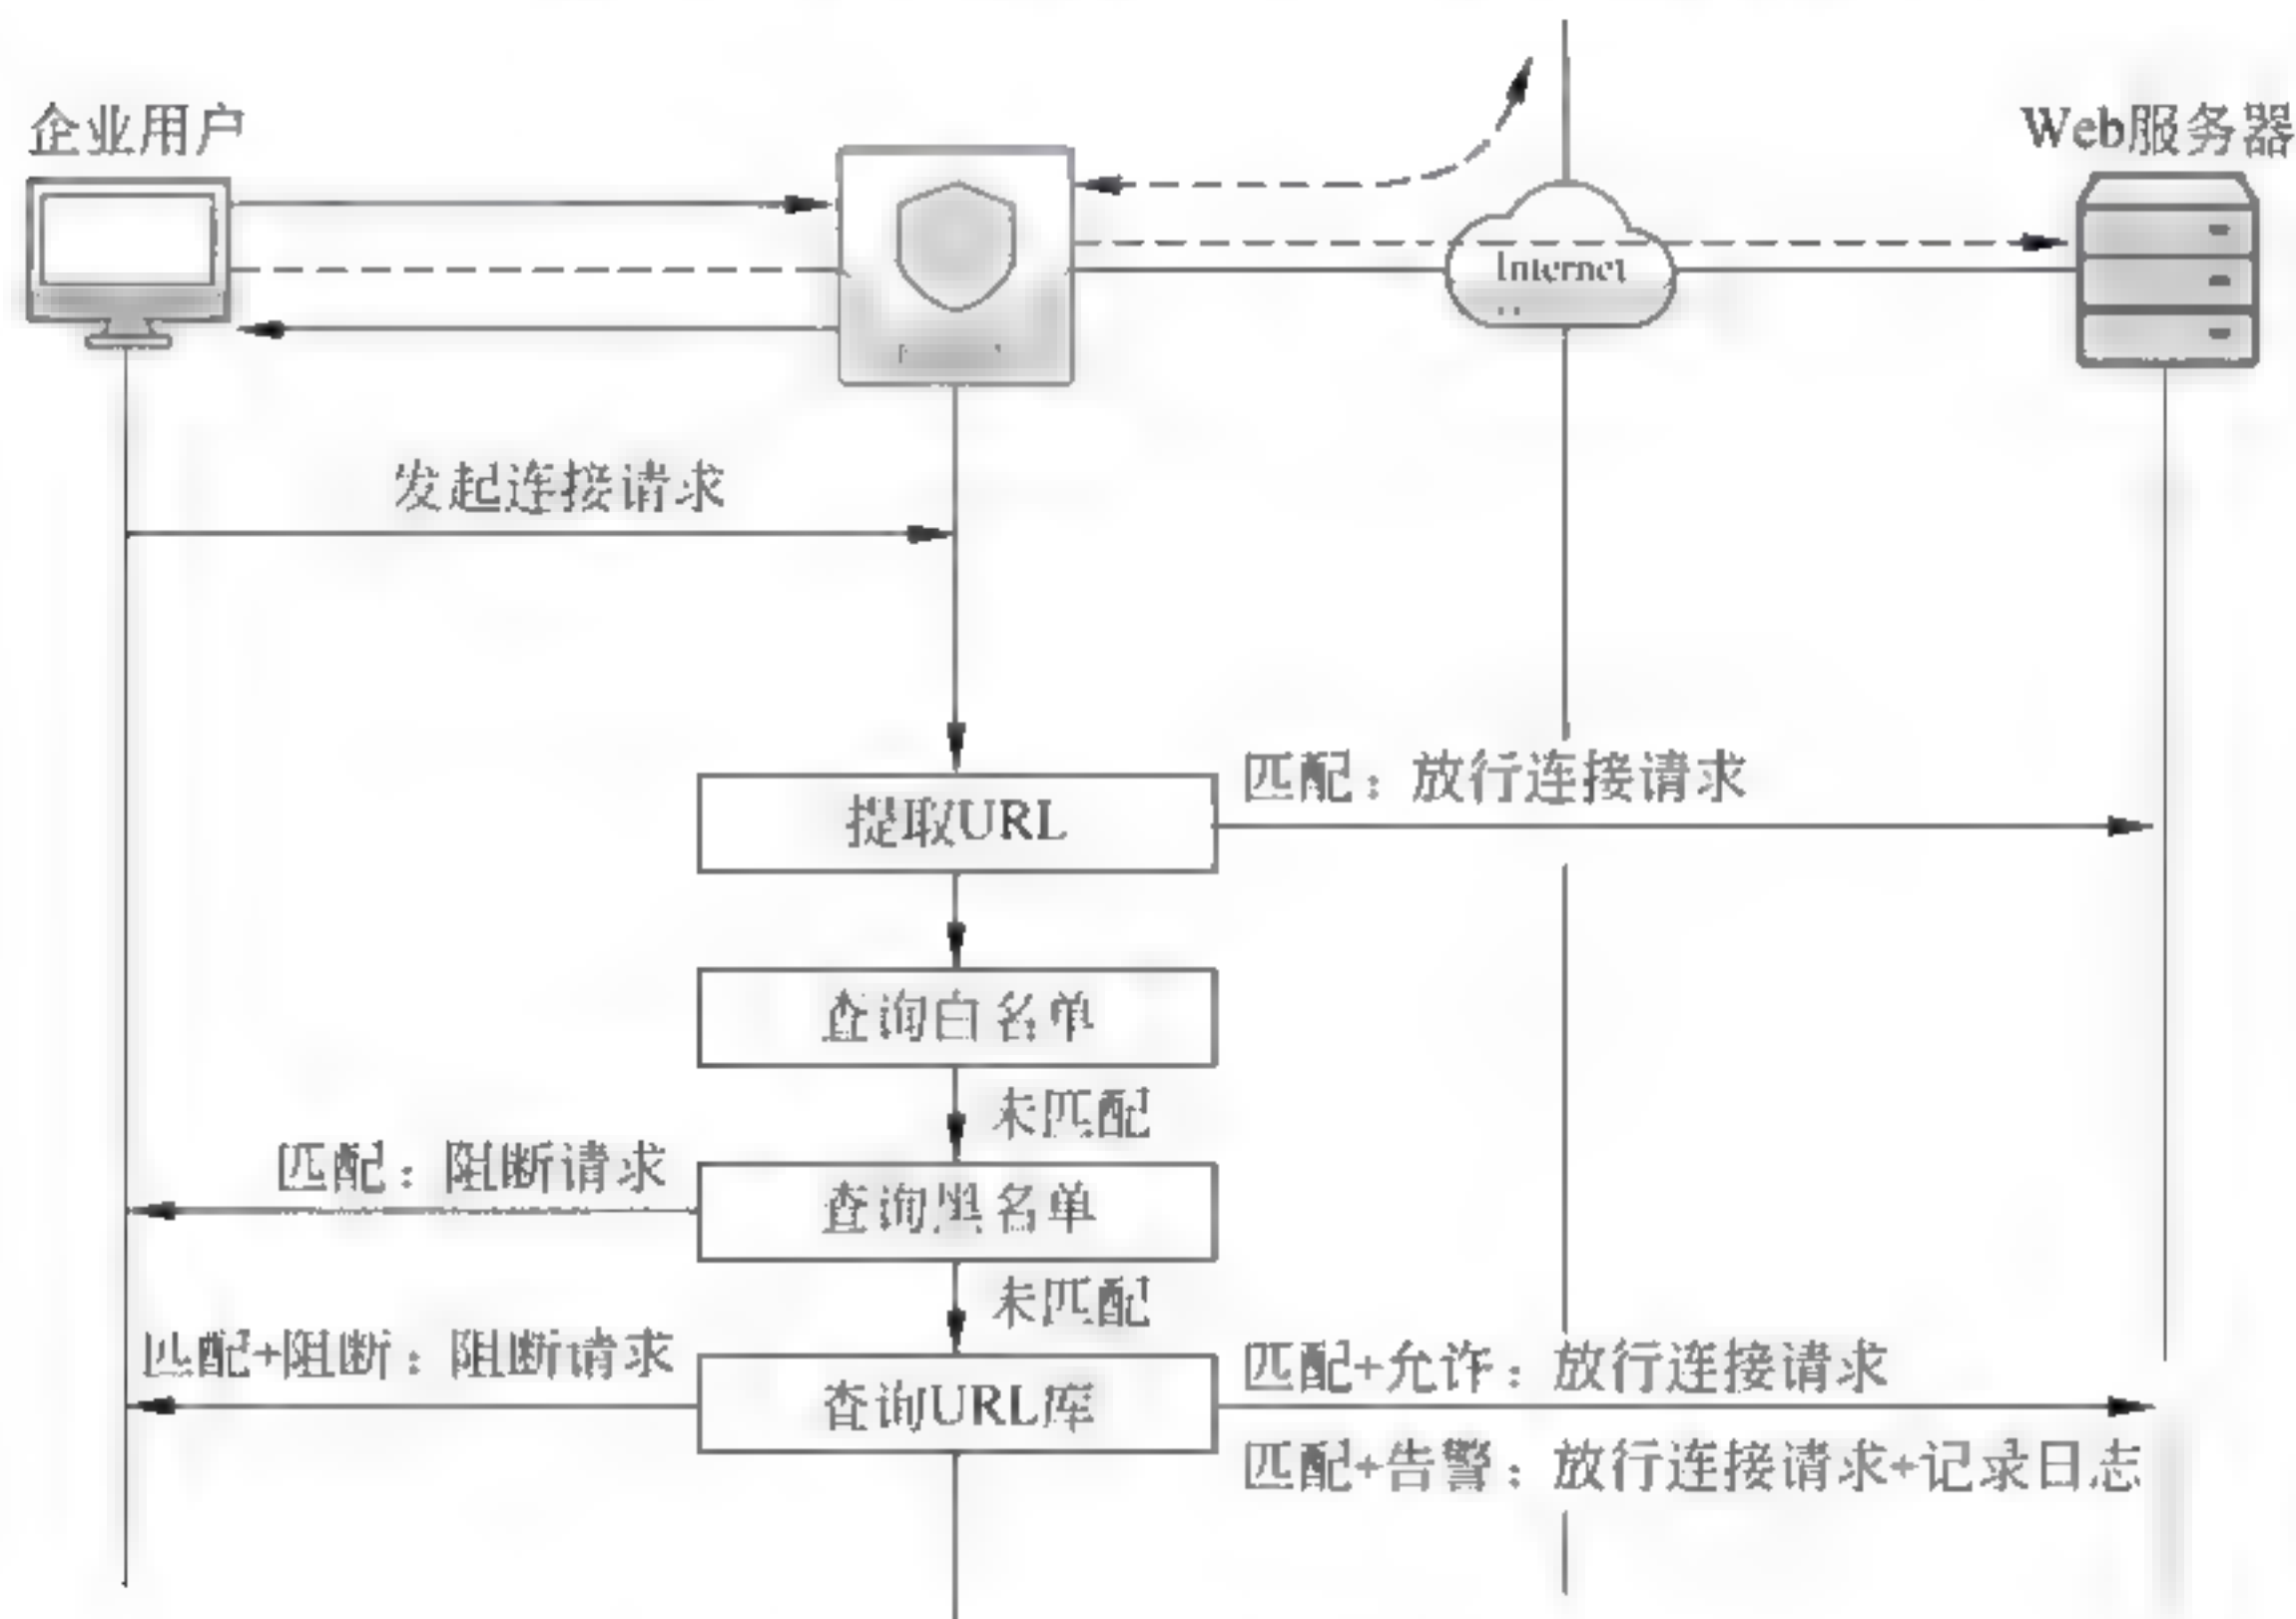 企业用户
Web服务器
Internet
发起连接请求
匹配：放行连接请求
提取URL
查询白名单
未匹配
匹配：阻断请求
查询黑名单
未匹配
匹配+阻断：阻断请求
匹配+允许：放行连接请求
查询URL库
匹配+告警：放行连接请求+记录日志